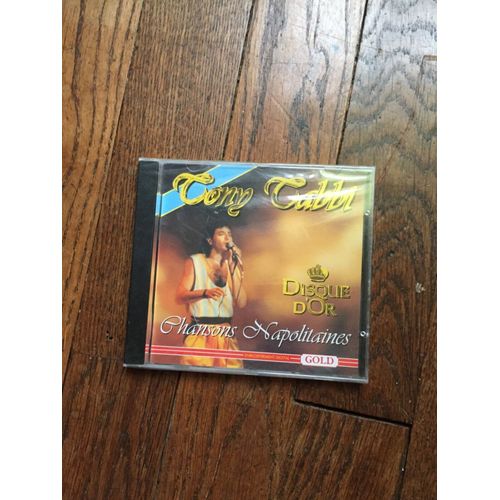 Tony Tabbi
DISQUE
D'OR
Chansons Napolitaines
GOLD